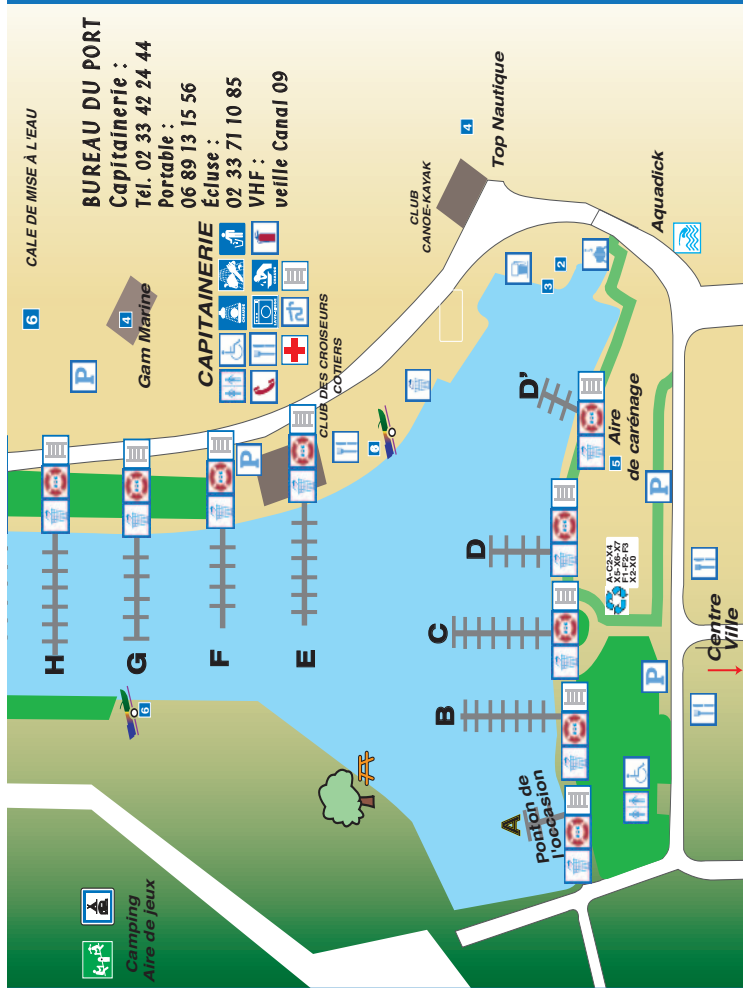 CALE DE MISE À L'EAU
6
BUREAU DU PORT
Capitainerie :
Tél. 02 33 42 24 44
Portable :
06 89 13 15 56
Écluse :
02 33 71 10 85
VHF :
veille Canal 09
CAPITAINERIE
4
Gam Marine
P
CLUB
CANOE-KAYAK
4
Top Nautique
Aquadick
CLUB DES CROISEURS
COTIERS
P
6
2
3
H
G
F
E
D'
D
C
B
A
Ponton de
l'occasion
5
Aire
de carénage
P
A-C2-X4
X5-X6-X7
F1-F2-F3
X2-X0
P
Centre
Ville
6
Camping
Aire de jeux